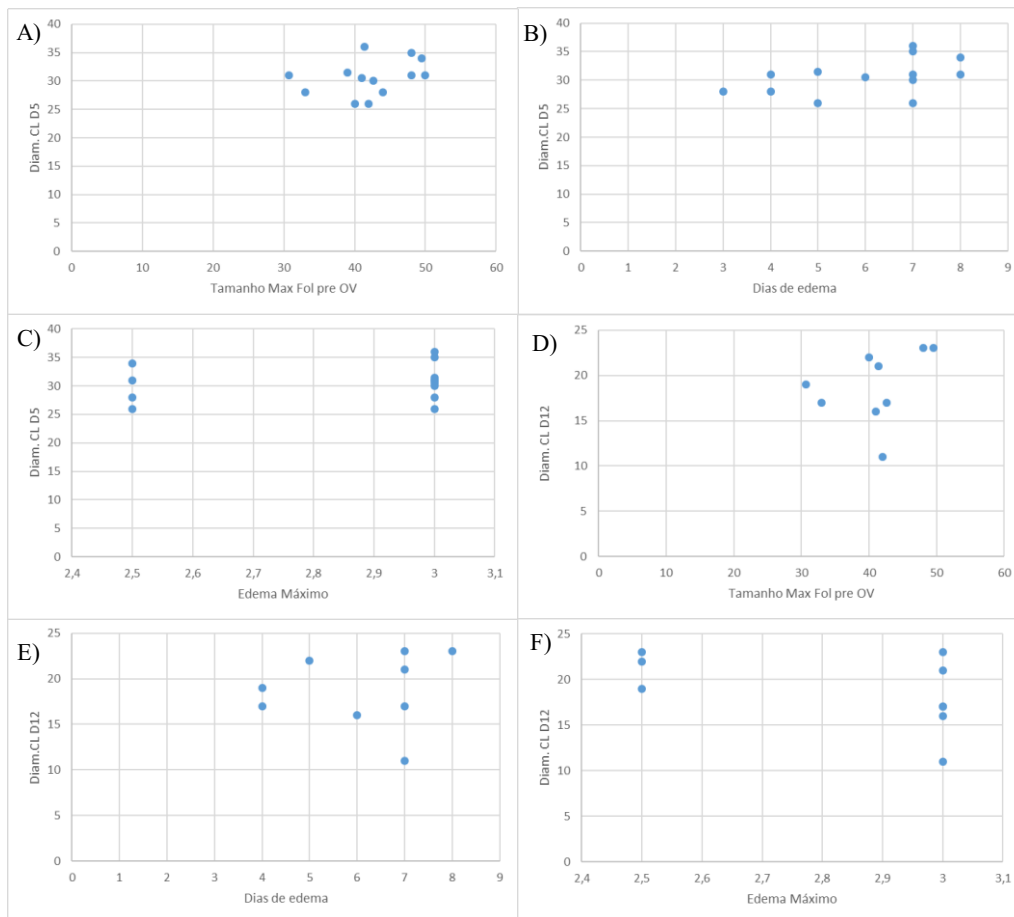 A)
Diam. CL D5
40
35
30
25
20
15
10
5
0
0 10 20 30 40 50 60
Tamanho Max Fol pre OV
B)
Diam. CL D5
40
35
30
25
20
15
10
5
0
0 1 2 3 4 5 6 7 8 9
Dias de edema
C)
Diam. CL D5
40
35
30
25
20
15
10
5
0
2,4 2,5 2,6 2,7 2,8 2,9 3 3,1
Edema Máximo
D)
Diam. CL D12
25
20
15
10
5
0
0 10 20 30 40 50 60
Tamanho Max Fol pre OV
E)
Diam.CL D12
25
20
15
10
5
0
0 1 2 3 4 5 6 7 8 9
Dias de edema
F)
Diam.CL D12
25
20
15
10
5
0
2,4 2,5 2,6 2,7 2,8 2,9 3 3,1
Edema Máximo